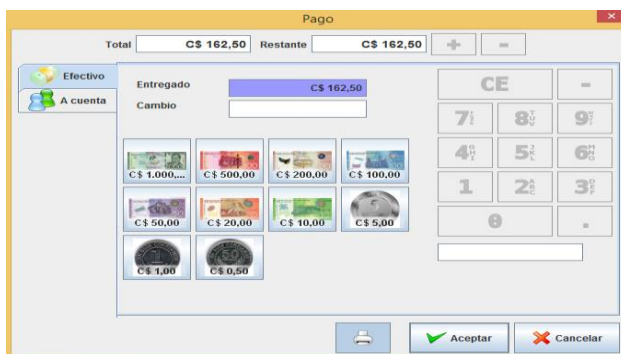 Pago
Total C$ 162,50 Restante C$ 162,50
Efectivo
A cuenta
Entregado C$ 162,50
Cambio
C$ 1.000,... C$ 500,00 C$ 200,00 C$ 100,00
C$ 50,00 C$ 20,00 C$ 10,00 C$ 5,00
C$ 1,00 C$ 0,50
CE -
7 8 9
4 5 6
1 2 3
0 .
Aceptar Cancelar